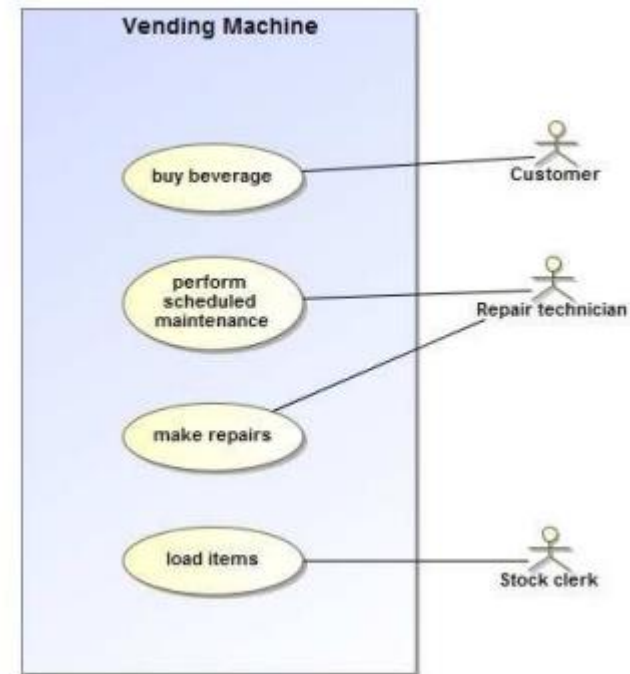 Vending Machine
buy beverage
Customer
perform
scheduled
maintenance
Repair technician
make repairs
load items
Stock clerk